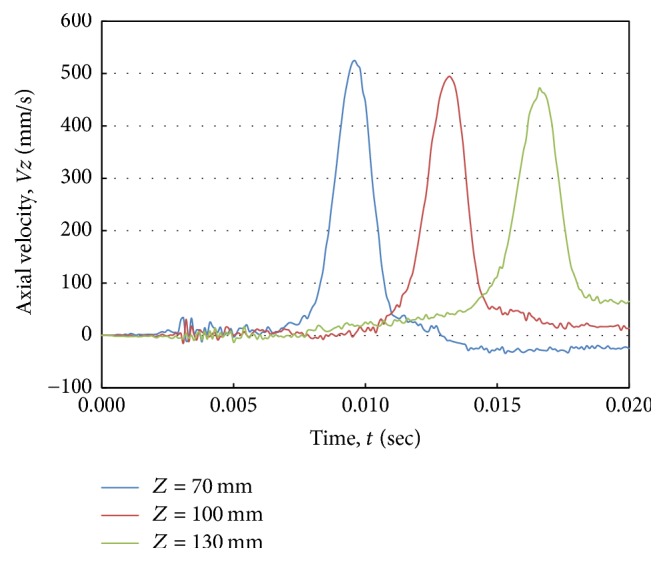 600
500
400
300
200
100
0
−100
Axial velocity, Vz (mm/s)
0.000 0.005 0.010 0.015 0.020
Time, t (sec)
Z = 70 mm
Z = 100 mm
Z = 130 mm